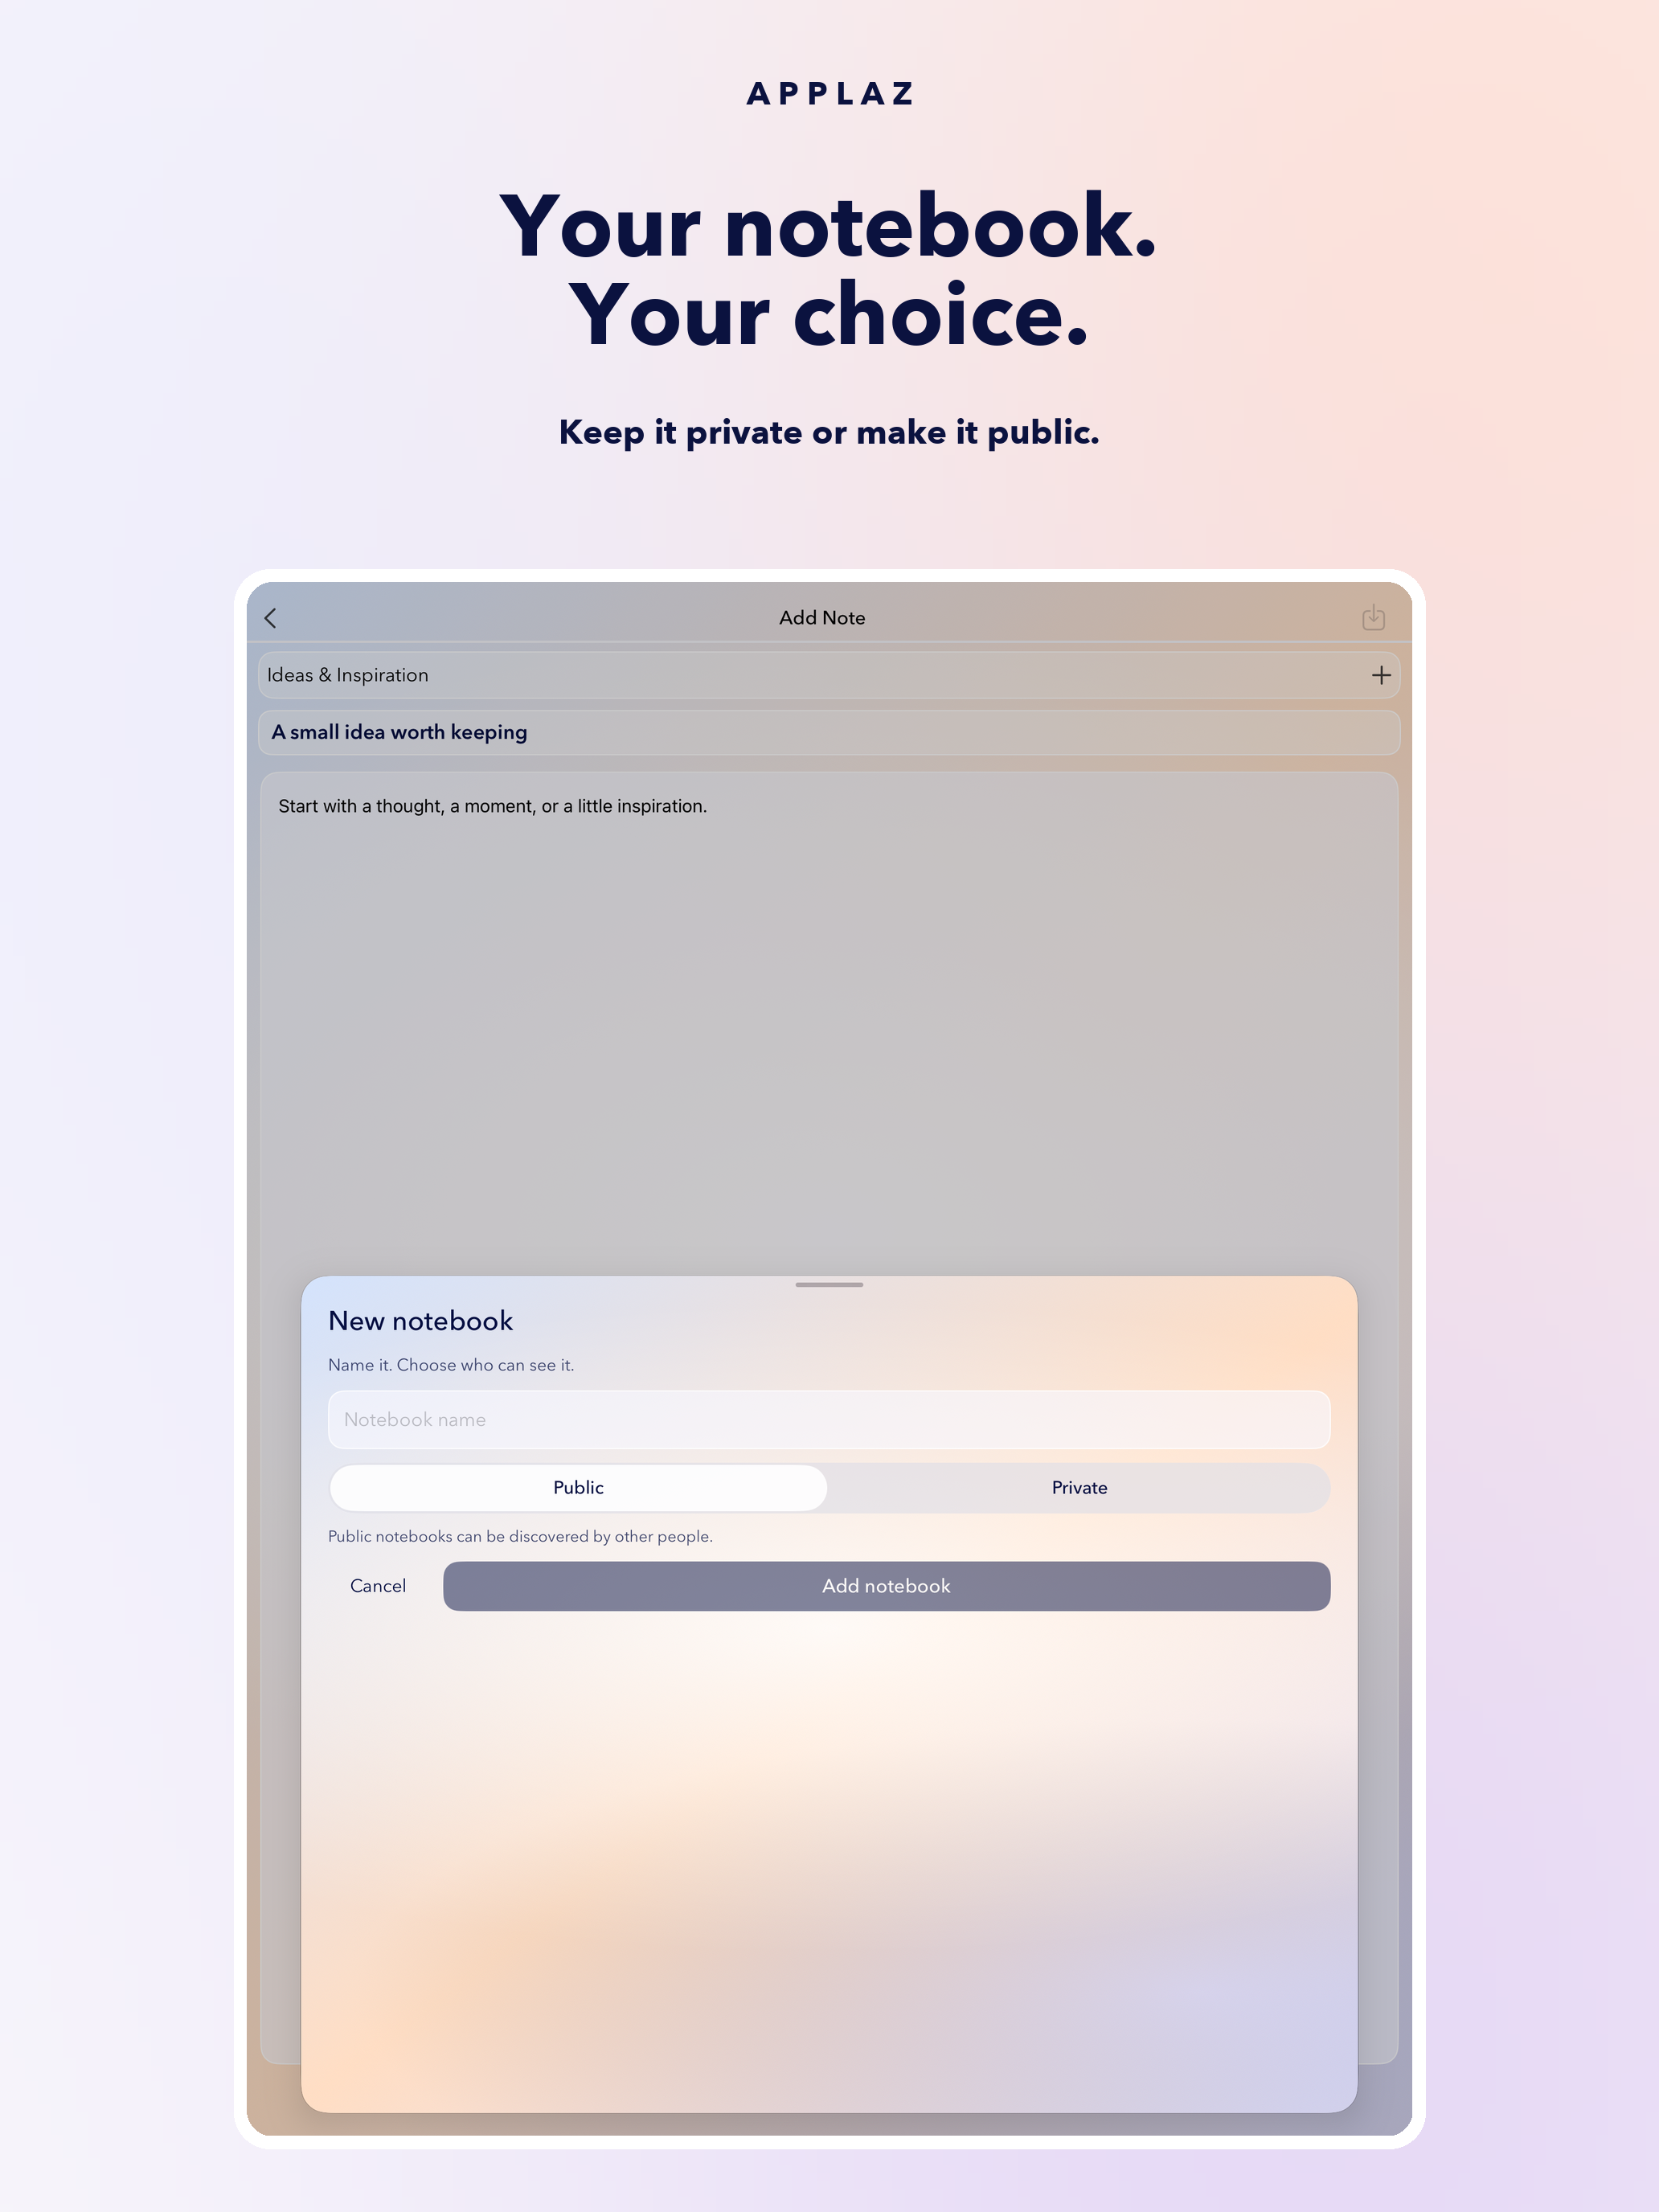 APPLAZ
Your notebook.
Your choice.
Keep it private or make it public.
Add Note
Ideas & Inspiration
A small idea worth keeping
Start with a thought, a moment, or a little inspiration.
New notebook
Name it. Choose who can see it.
Notebook name
Public
Private
Public notebooks can be discovered by other people.
Cancel
Add notebook